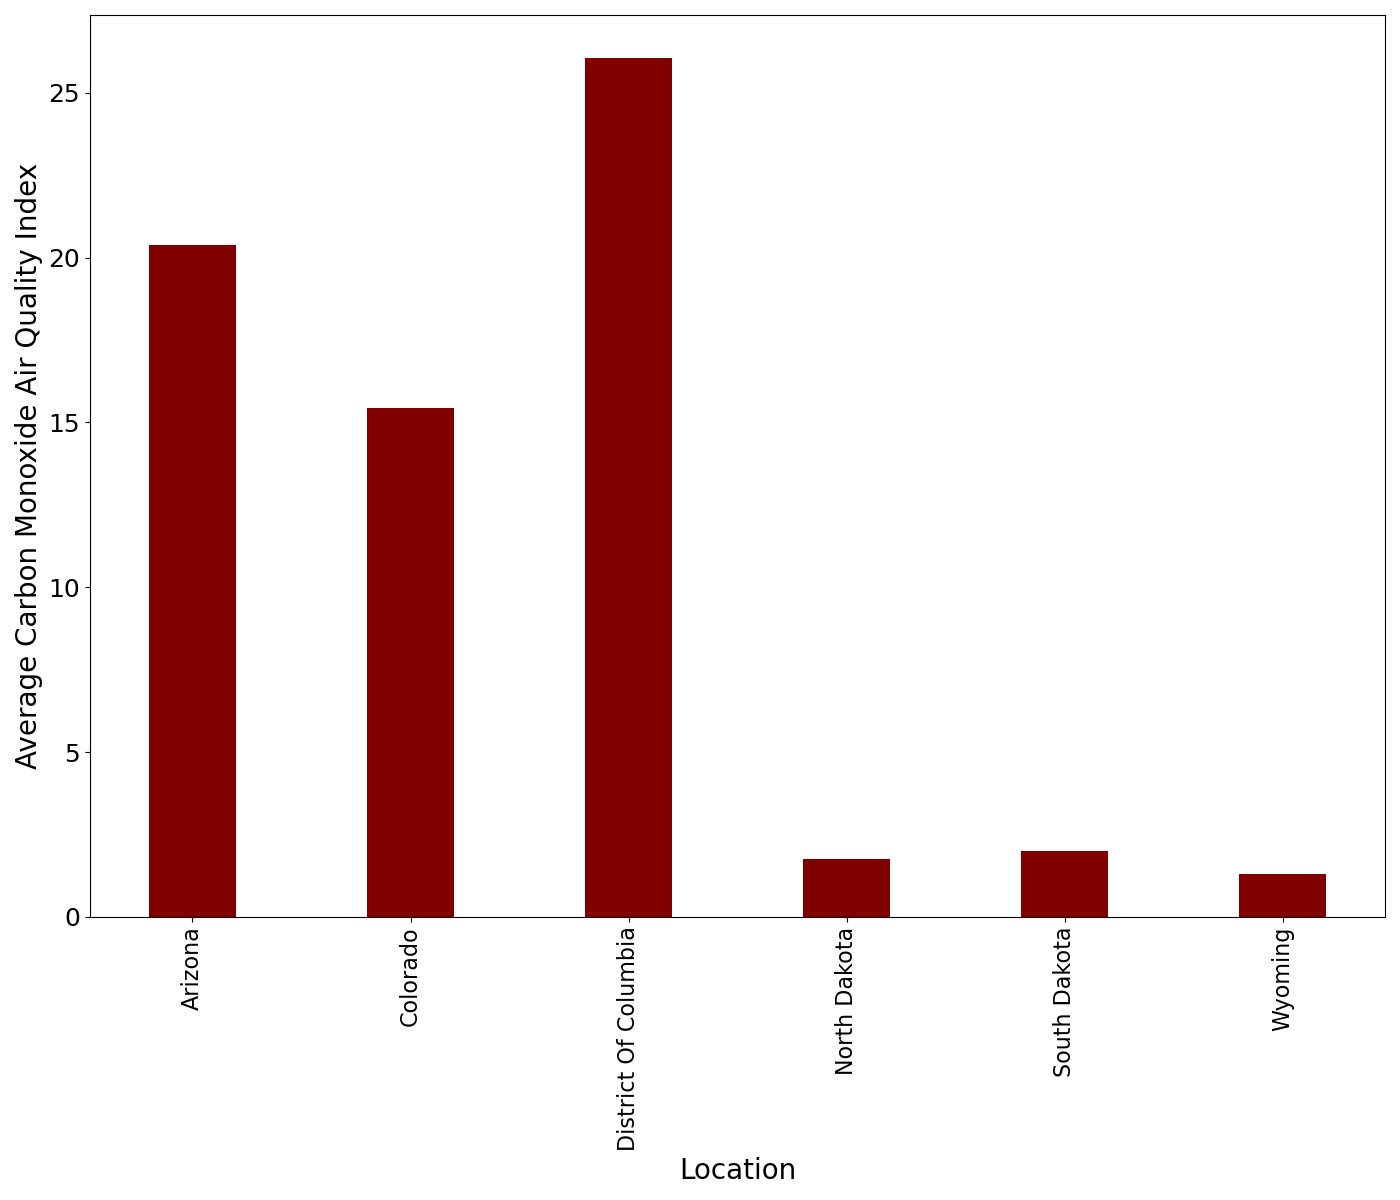 Average Carbon Monoxide Air Quality Index
25
20
15
10
5
0
Arizona
Colorado
District Of Columbia
North Dakota
South Dakota
Wyoming
Location